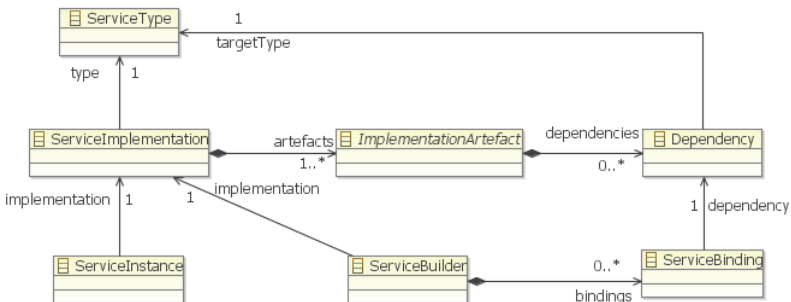 ServiceType
1
targetType
type
1
ServiceImplementation
artefacts
1..*
ImplementationArtefact
dependencies
0..*
Dependency
implementation
1
1
implementation
1
dependency
ServiceInstance
ServiceBuilder
0..*
bindings
ServiceBinding